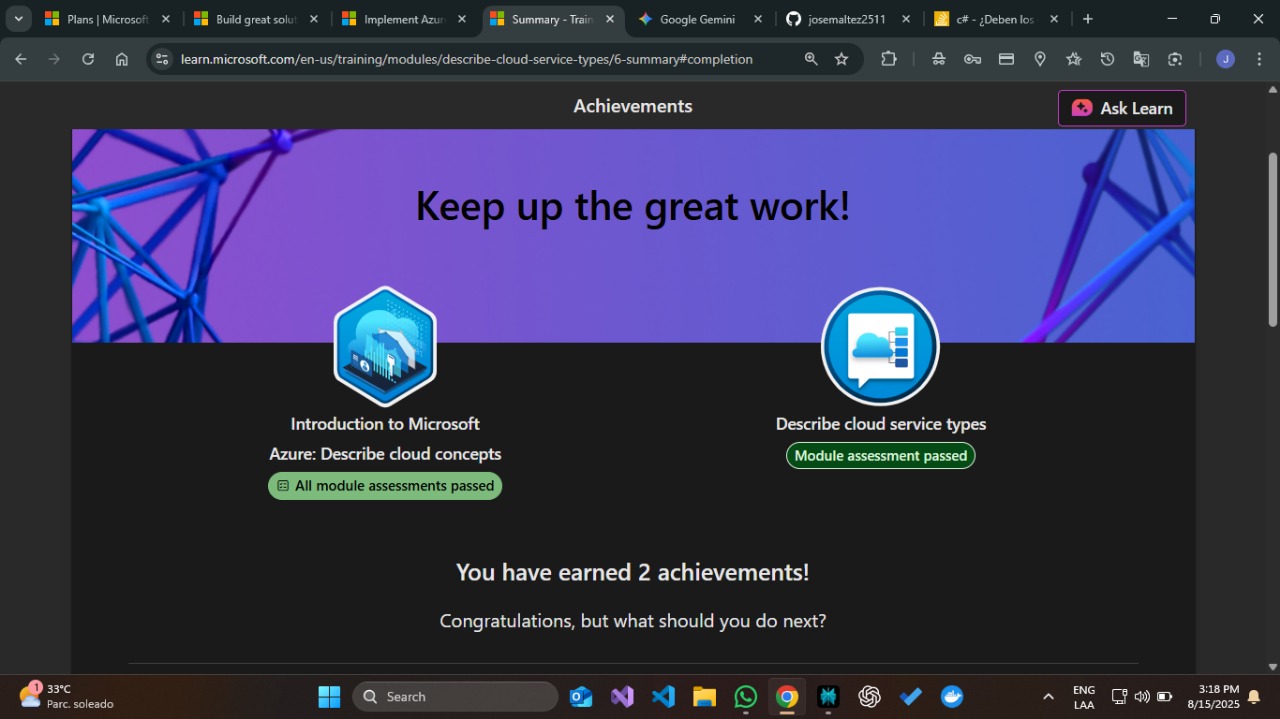 Plans | Microsoft
Build great solut
Implement Azur
Summary - Train
Google Gemini
josemaltez2511
c# - ¿Deben los
learn.microsoft.com/en-us/training/modules/describe-cloud-service-types/6-summary#completion
J
Achievements
Ask Learn
Keep up the great work!
Introduction to Microsoft
Azure: Describe cloud concepts
All module assessments passed
Describe cloud service types
Module assessment passed
You have earned 2 achievements!
Congratulations, but what should you do next?
1
33°C
Parc. soleado
Search
ENG
LAA
3:18 PM
8/15/2025